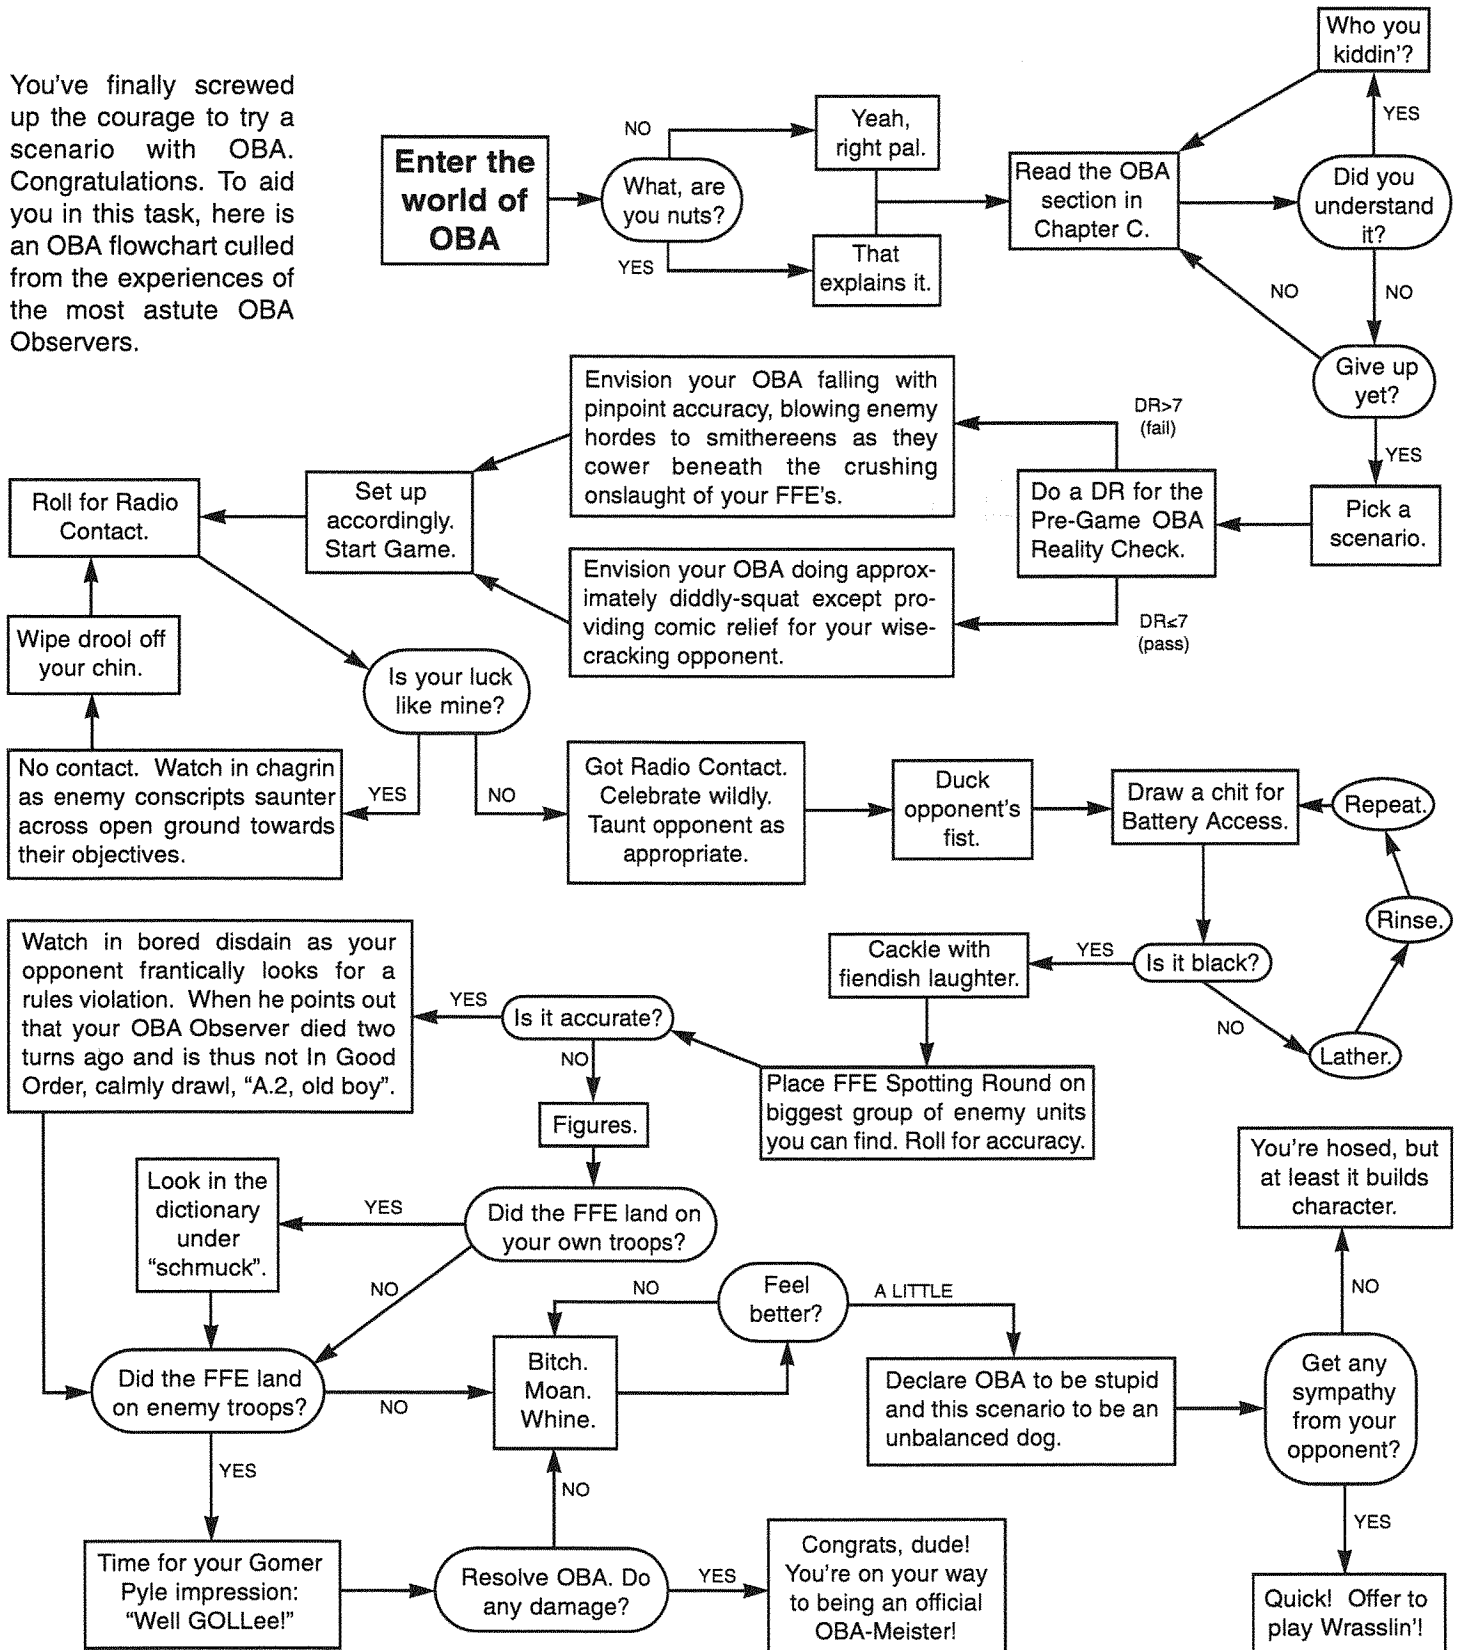 You've finally screwed
up the courage to try a
scenario with OBA.
Congratulations. To aid
you in this task, here is
an OBA flowchart culled
from the experiences of
the most astute OBA
Observers.
Enter the
world of
OBA
What, are
you nuts?
NO
Yeah,
right pal.
YES
That
explains it.
Read the OBA
section in
Chapter C.
Did you
understand
it?
YES
Who you
kiddin'?
NO
Give up
yet?
NO
YES
Pick a
scenario.
Do a DR for the
Pre-Game OBA
Reality Check.
DR>7
(fail)
Envision your OBA falling with
pinpoint accuracy, blowing enemy
hordes to smithereens as they
cower beneath the crushing
onslaught of your FFE's.
DR≤7
(pass)
Envision your OBA doing approx-
imately diddly-squat except pro-
viding comic relief for your wise-
cracking opponent.
Set up
accordingly.
Start Game.
Roll for Radio
Contact.
Is your luck
like mine?
YES
No contact. Watch in chagrin
as enemy conscripts saunter
across open ground towards
their objectives.
Wipe drool off
your chin.
NO
Got Radio Contact.
Celebrate wildly.
Taunt opponent as
appropriate.
Duck
opponent's
fist.
Draw a chit for
Battery Access.
Is it black?
NO
Lather.
Rinse.
Repeat.
YES
Cackle with
fiendish laughter.
Place FFE Spotting Round on
biggest group of enemy units
you can find. Roll for accuracy.
Is it accurate?
YES
Watch in bored disdain as your
opponent frantically looks for a
rules violation. When he points out
that your OBA Observer died two
turns ago and is thus not In Good
Order, calmly drawl, "A.2, old boy".
NO
Figures.
Did the FFE land on
your own troops?
YES
Look in the
dictionary
under
"schmuck".
NO
Did the FFE land
on enemy troops?
NO
Bitch.
Moan.
Whine.
Feel
better?
NO
A LITTLE
Declare OBA to be stupid
and this scenario to be an
unbalanced dog.
Get any
sympathy
from your
opponent?
NO
You're hosed, but
at least it builds
character.
YES
Quick! Offer to
play Wrasslin'!
YES
Time for your Gomer
Pyle impression:
"Well GOLLee!"
Resolve OBA. Do
any damage?
NO
YES
Congrats, dude!
You're on your way
to being an official
OBA-Meister!